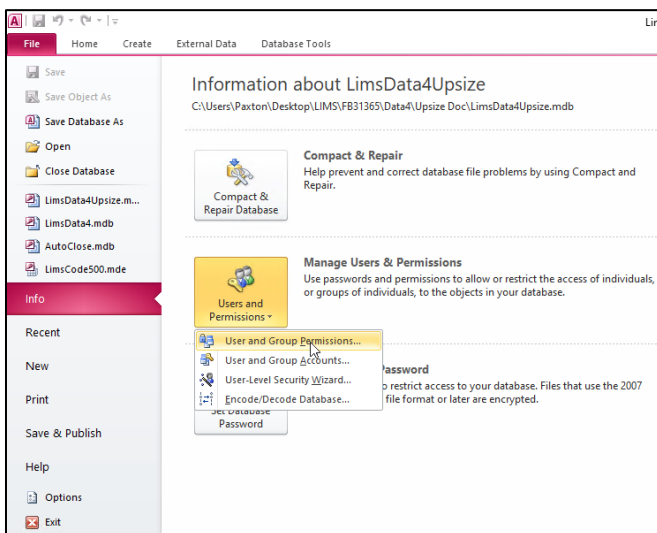 A
Lir
File Home Create External Data Database Tools
Save
Save Object As
Save Database As
Open
Close Database
LimsData4Upsize.m...
LimsData4.mdb
AutoClose.mdb
LimsCode500.mde
Info
Recent
New
Print
Save & Publish
Help
Options
Exit
Information about LimsData4Upsize
C:\Users\Paxton\Desktop\LIMS\FB31365\Data4\Upsize Doc\LimsData4Upsize.mdb
Compact &
Repair Database
Compact & Repair
Help prevent and correct database file problems by using Compact and
Repair.
Users and
Permissions
Manage Users & Permissions
Use passwords and permissions to allow or restrict the access of individuals,
or groups of individuals, to the objects in your database.
User and Group Permissions...
User and Group Accounts...
User-Level Security Wizard...
Encode/Decode Database...
Password
o restrict access to your database. Files that use the 2007
file format or later are encrypted.
Set Database
Password